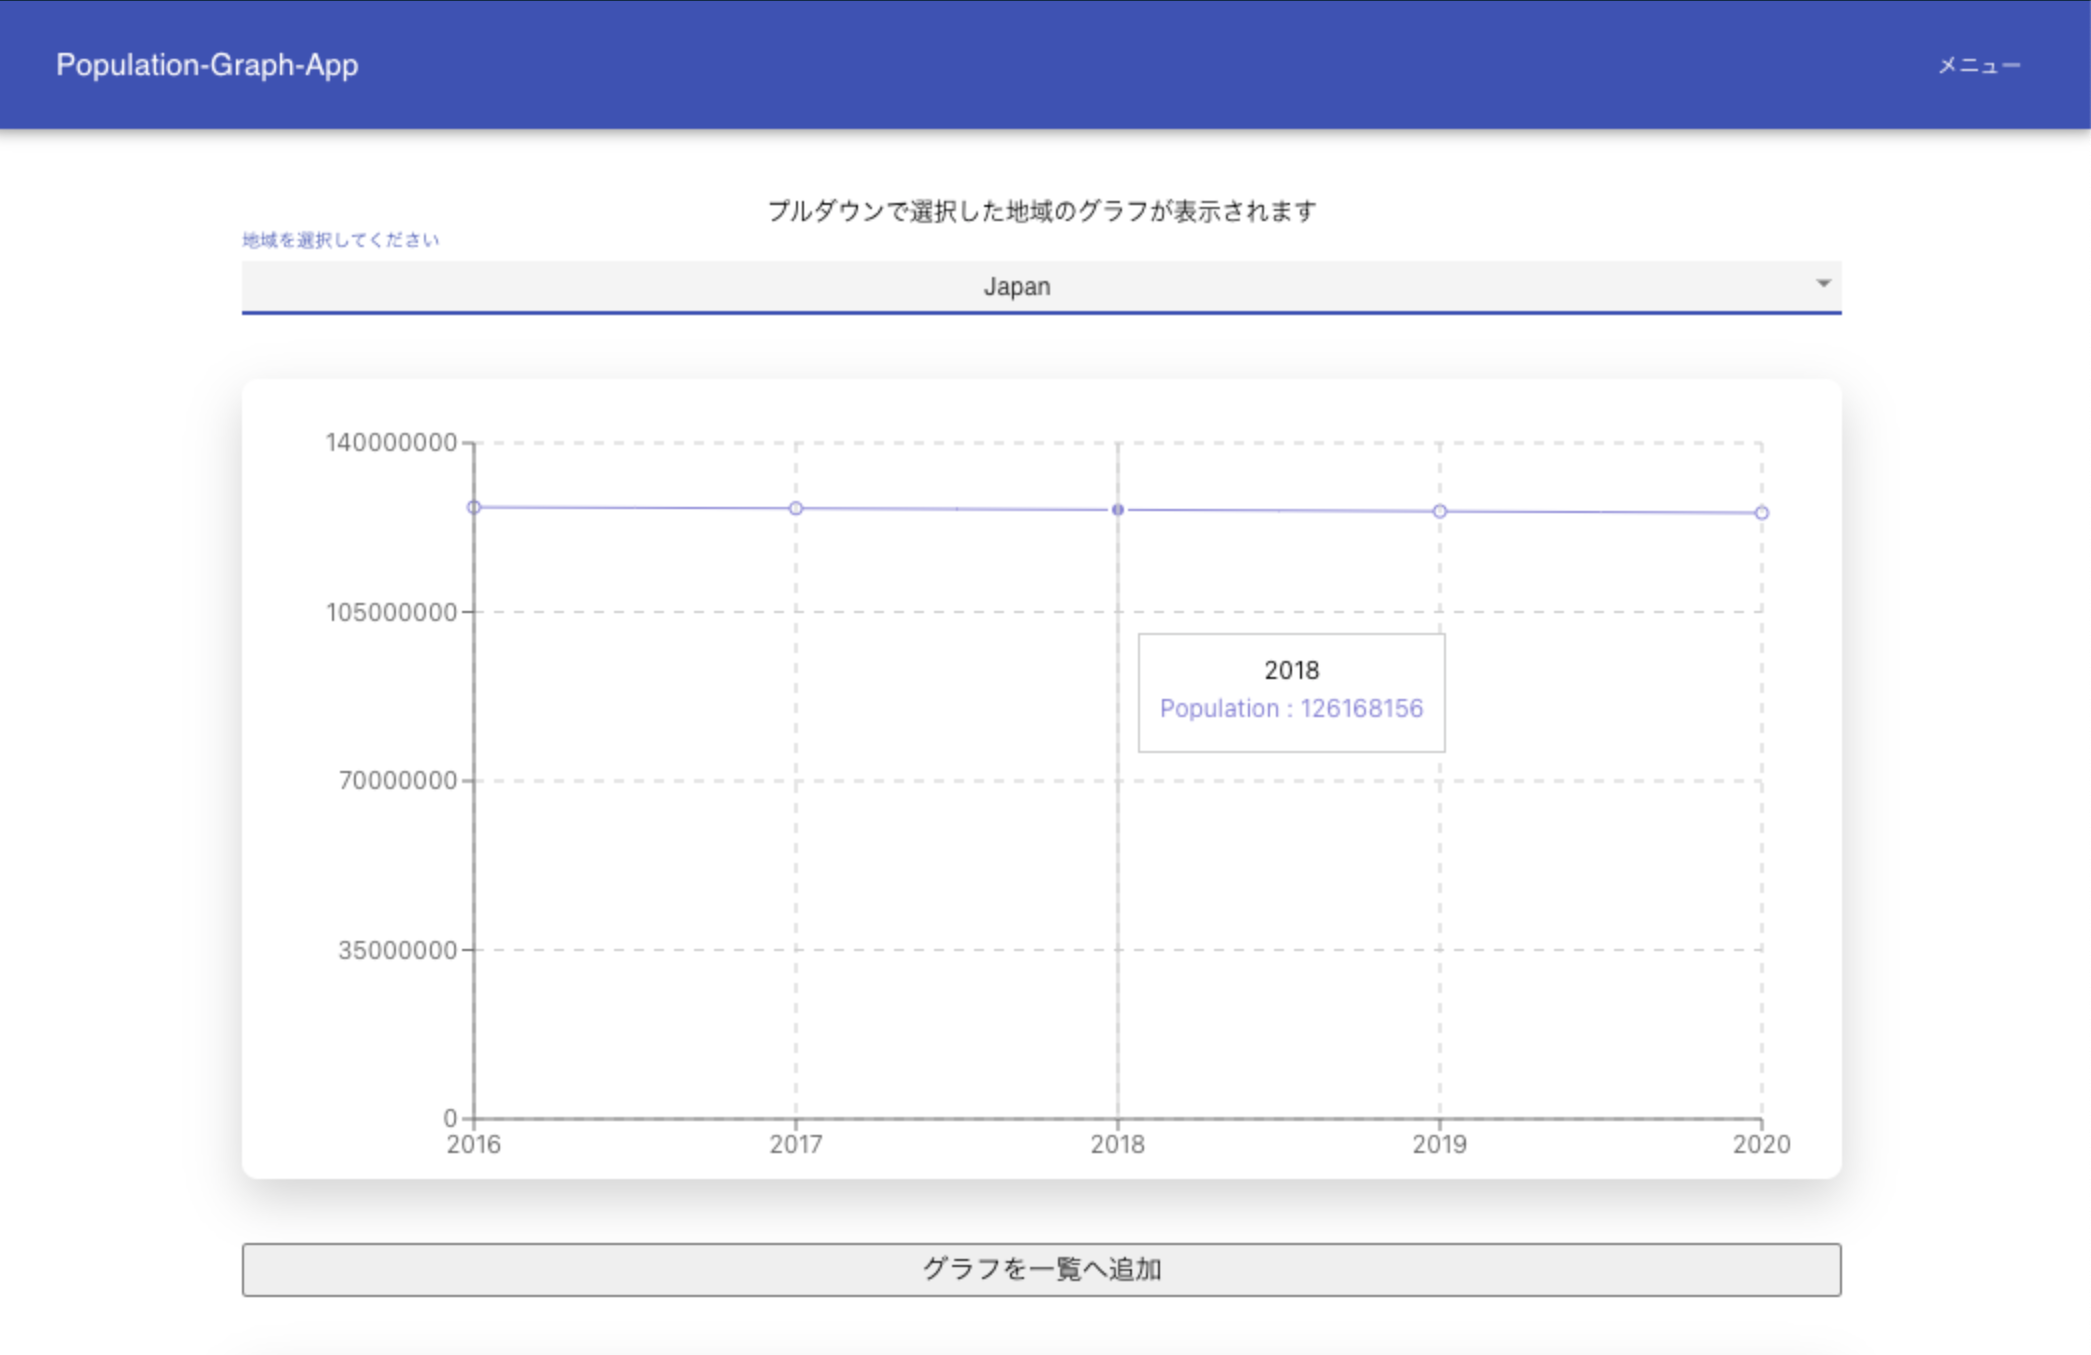 Population-Graph-App
メニュー
プルダウンで選択した地域のグラフが表示されます
地域を選択してください
Japan
140000000
105000000
2018
Population : 126168156
70000000
35000000
0
2016 2017 2018 2019 2020
グラフを一覧へ追加